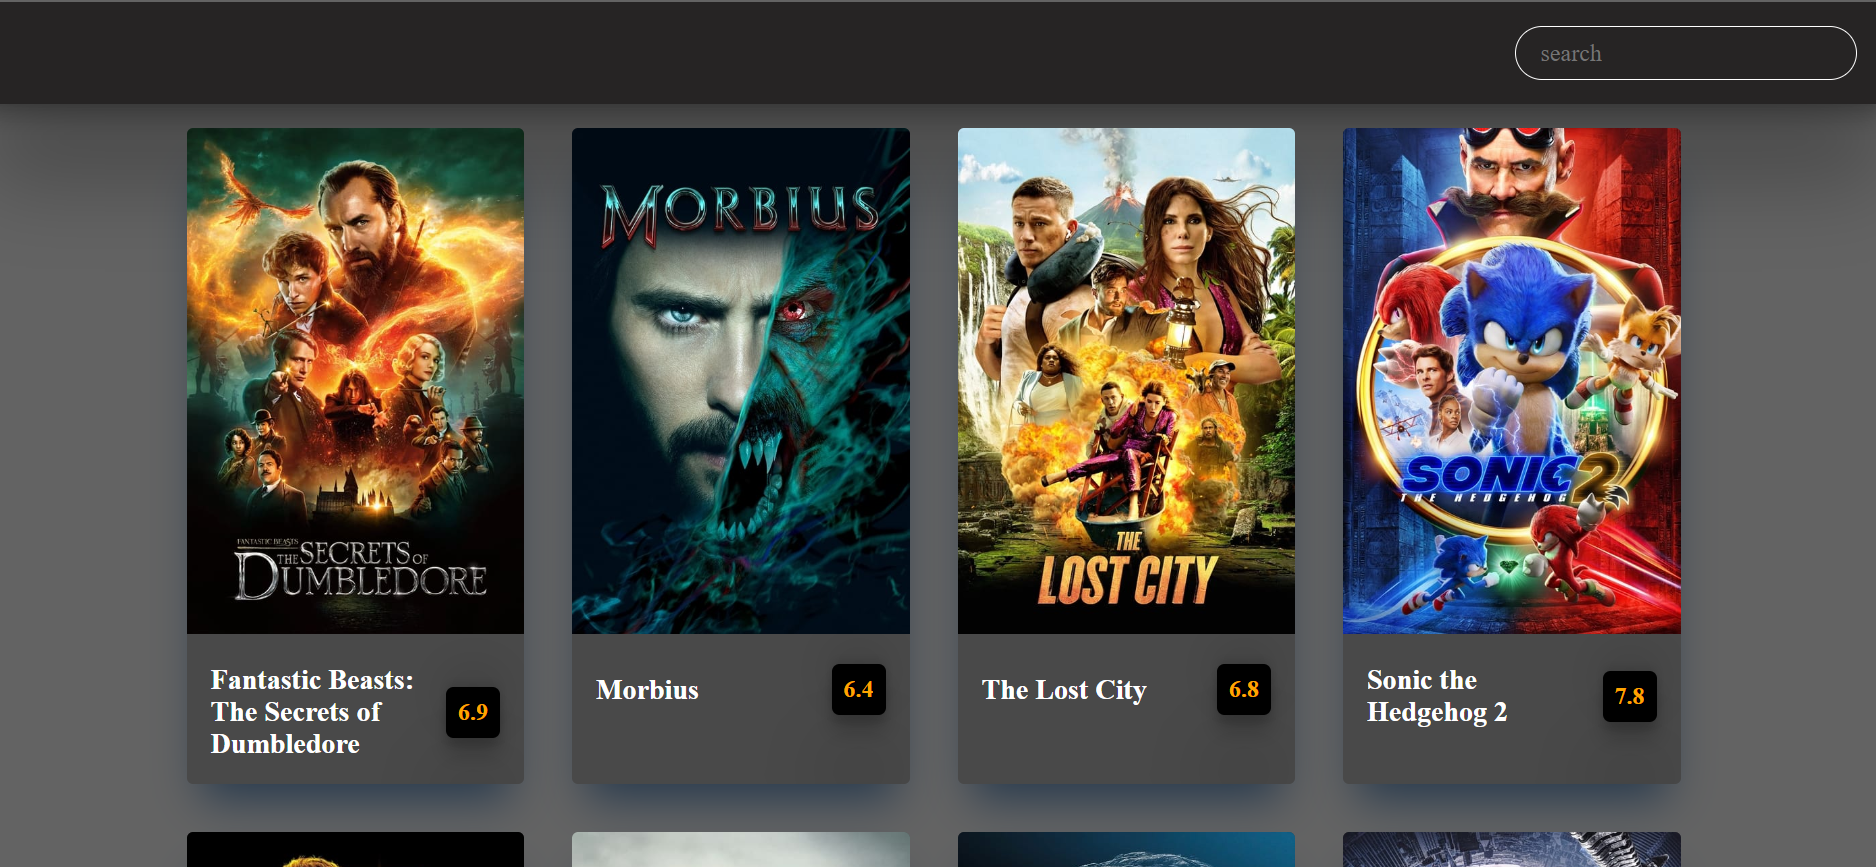 search
FANTASTIC BEASTS
THE SECRETS OF
DUMBLEDORE
MORBIUS
THE
LOST CITY
SONIC 2
THE HEDGEHOG
Fantastic Beasts:
The Secrets of
Dumbledore
6.9
Morbius
6.4
The Lost City
6.8
Sonic the
Hedgehog 2
7.8